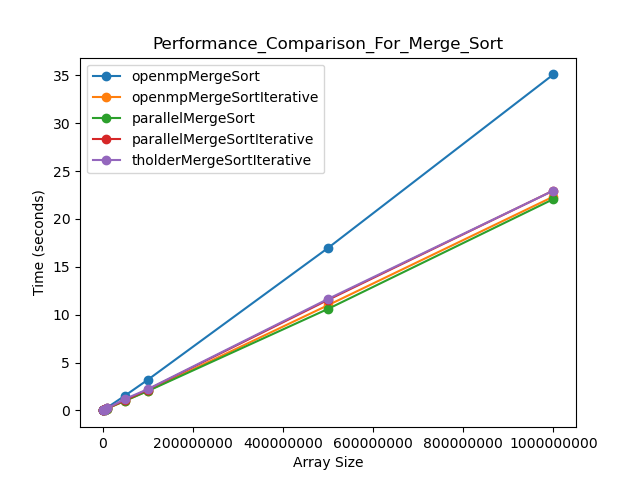 Performance_Comparison_For_Merge_Sort
openmpMergeSort
openmpMergeSortIterative
parallelMergeSort
parallelMergeSortIterative
tholderMergeSortIterative
35
30
25
20
15
10
5
0
Time (seconds)
0 200000000 400000000 600000000 800000000 1000000000
Array Size